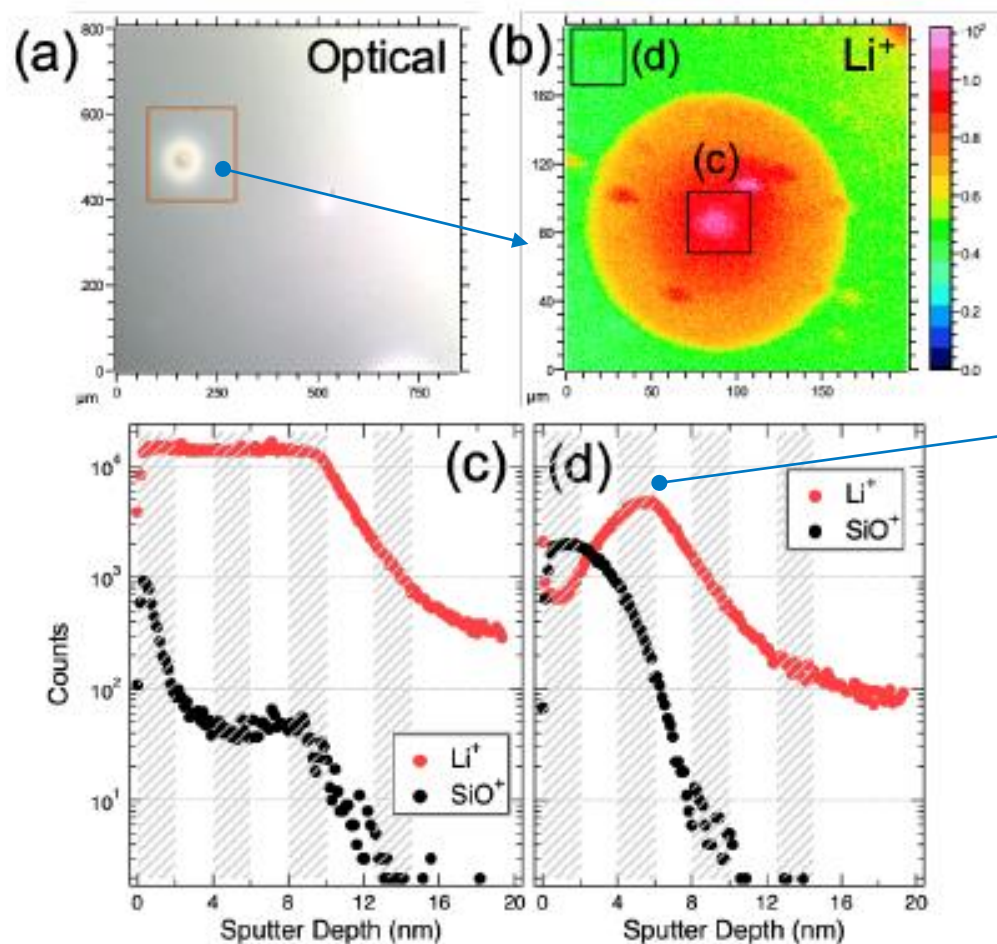 (a) Optical
800
600
400
200
0
µm
0 250 500 750
(b) Li⁺
(d)
(c)
160
120
80
40
0
µm
0 50 100 150
10²
1.0
0.8
0.6
0.4
0.2
0.0
(c)
10⁴
10³
10²
10¹
Counts
Li⁺
SiO⁺
0 4 8 12 16 20
Sputter Depth (nm)
(d)
Li⁺
SiO⁺
0 4 8 12 16 20
Sputter Depth (nm)